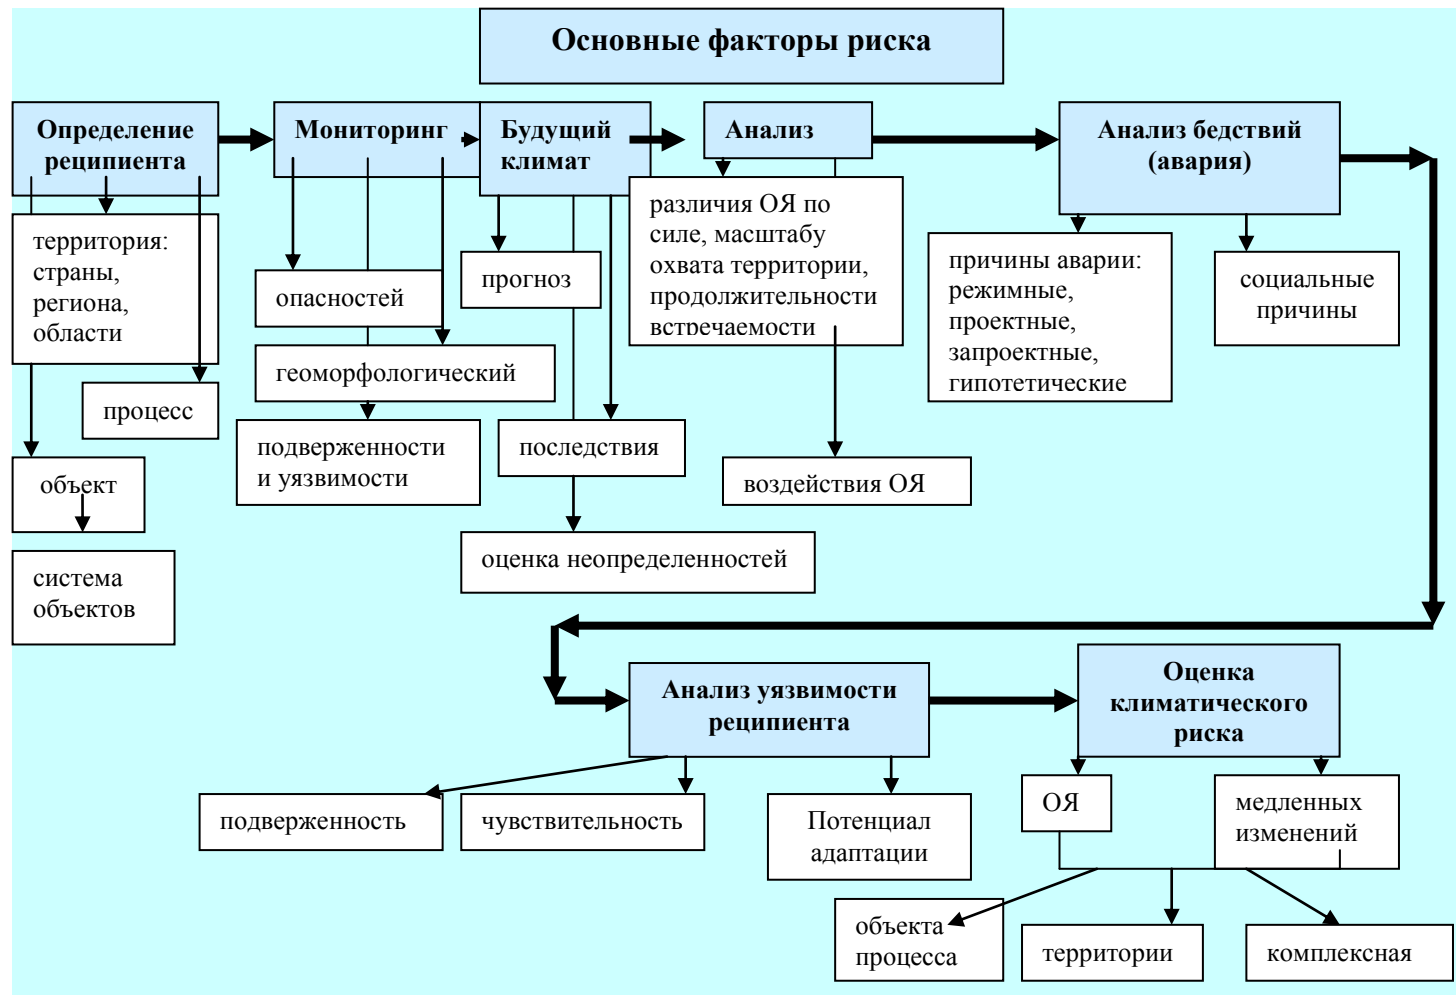 Основные факторы риска
Определение
реципиента
Мониторинг
Будущий
климат
Анализ
Анализ бедствий
(авария)
территория:
страны,
региона,
области
процесс
объект
система
объектов
опасностей
геоморфологический
подверженности
и уязвимости
прогноз
последствия
оценка неопределенностей
различия ОЯ по
силе, масштабу
охвата территории,
продолжительности
встречаемости
воздействия ОЯ
причины аварии:
режимные,
проектные,
запроектные,
гипотетические
социальные
причины
Анализ уязвимости
реципиента
Оценка
климатического
риска
подверженность
чувствительность
Потенциал
адаптации
ОЯ
медленных
изменений
объекта
процесса
территории
комплексная